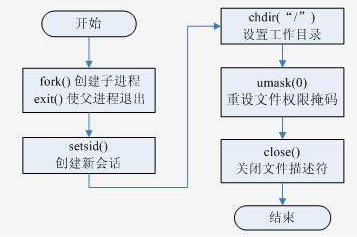 开始
fork() 创建子进程
exit() 使父进程退出
setsid()
创建新会话
chdir(“/”)
设置工作目录
umask(0)
重设文件权限掩码
close()
关闭文件描述符
结束